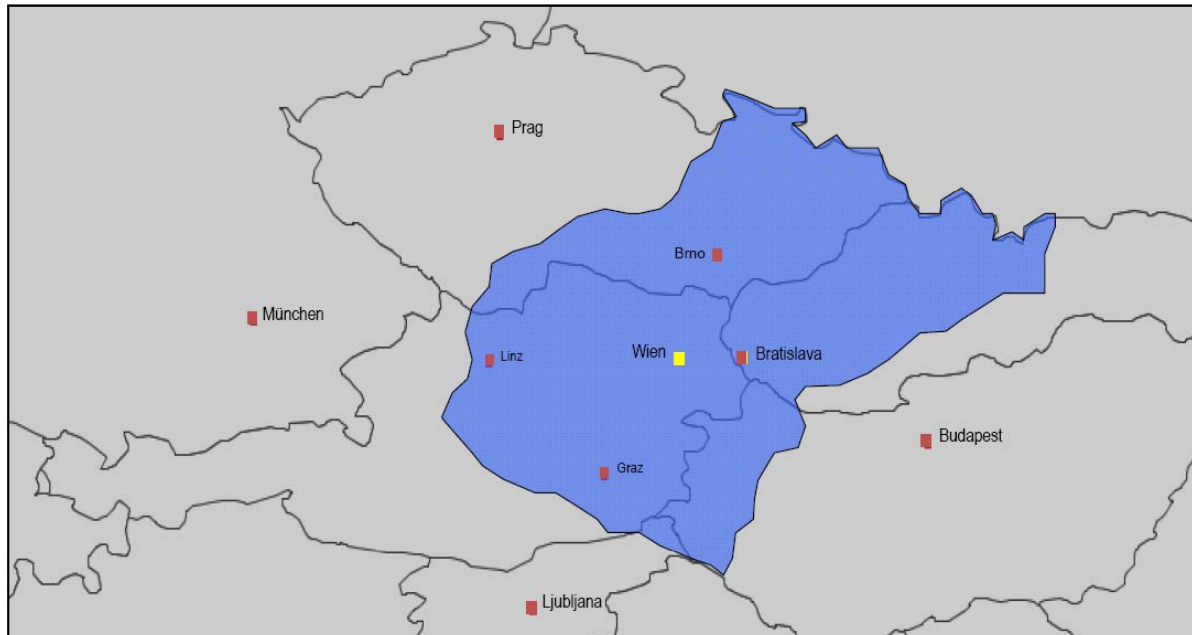 Prag
Brno
München
Linz
Wien
Bratislava
Budapest
Graz
Ljubljana